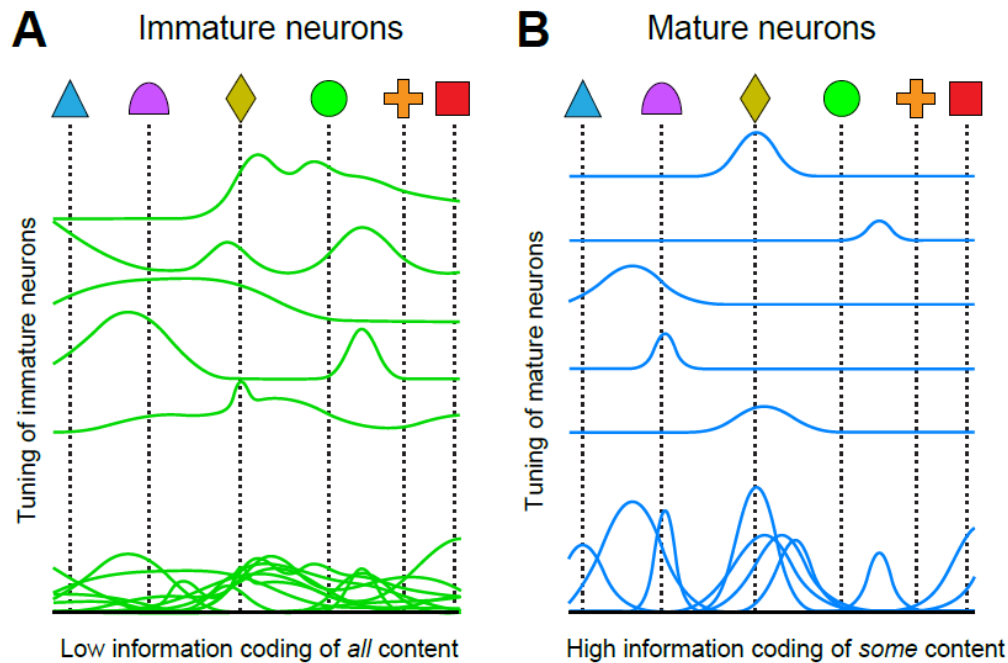 A
Immature neurons
Tuning of immature neurons
Low information coding of all content
B
Mature neurons
Tuning of mature neurons
High information coding of some content